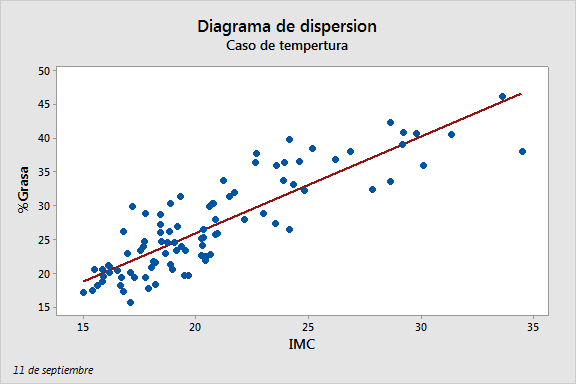 Diagrama de dispersion
Caso de tempertura
50
45
40
35
30
25
20
15
%Grasa
15 20 25 30 35
IMC
11 de septiembre